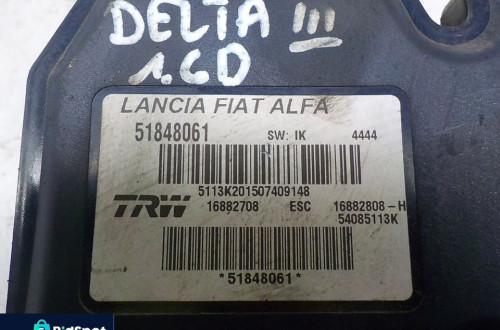 DELTA III
1.6D
LANCIA FIAT ALFA
51848061 SW: IK 4444
5113K201507409148
TRW 16882708 ESC 16882808-H
54085113K
*51848061*